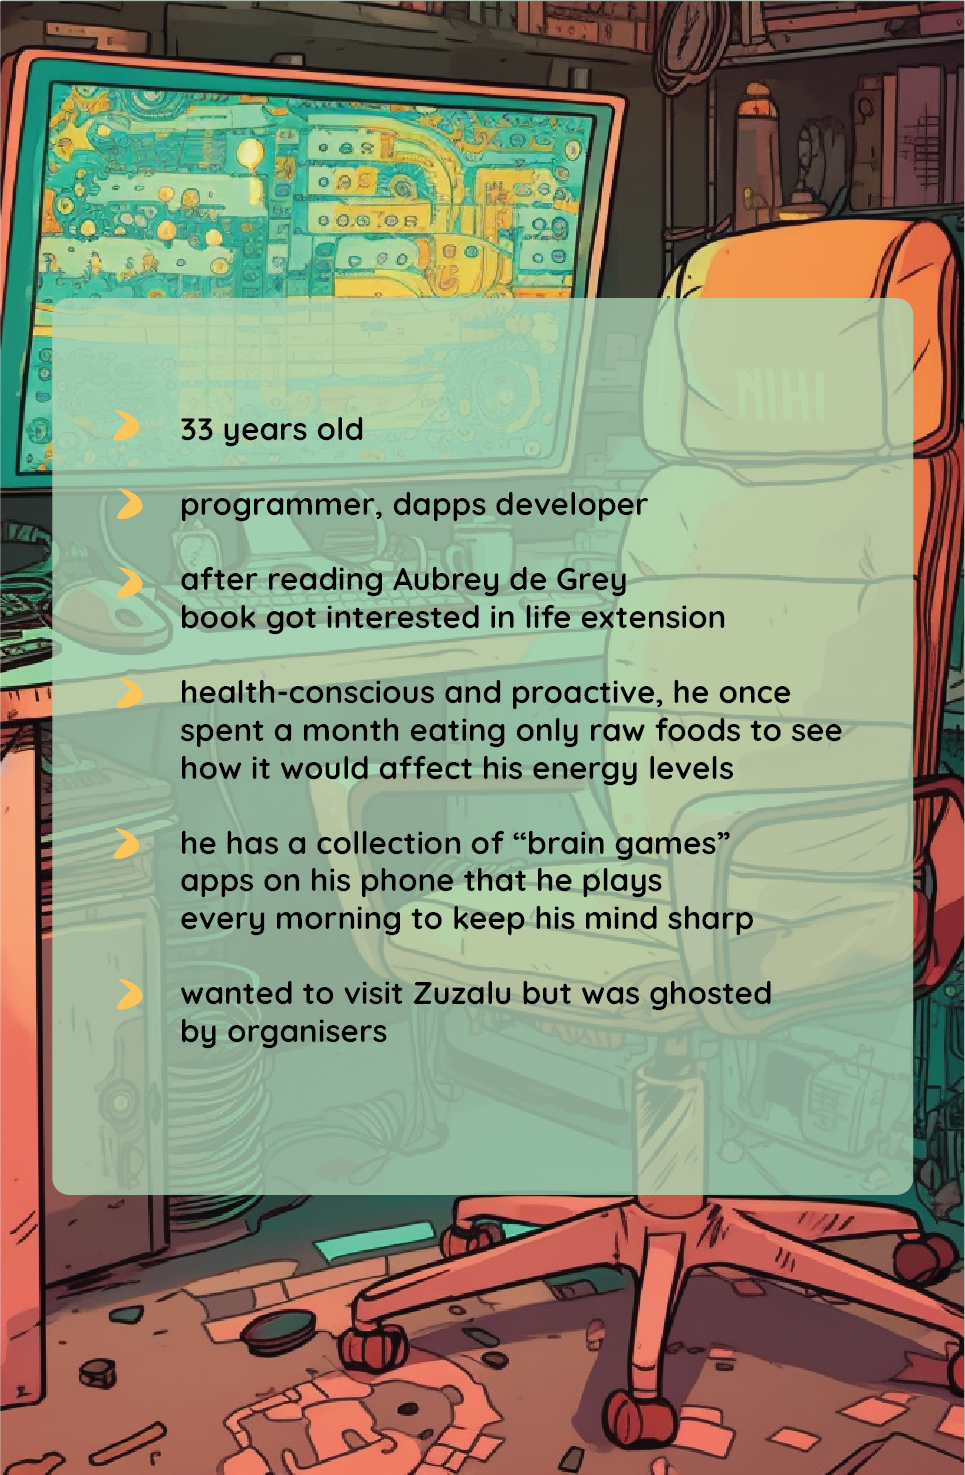 NIHI
33 years old
programmer, dapps developer
after reading Aubrey de Grey
book got interested in life extension
health-conscious and proactive, he once
spent a month eating only raw foods to see
how it would affect his energy levels
he has a collection of “brain games”
apps on his phone that he plays
every morning to keep his mind sharp
wanted to visit Zuzalu but was ghosted
by organisers